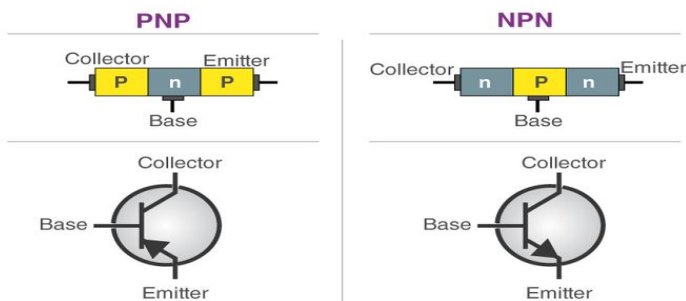 PNP
Collector
Emitter
P n P
Base
Collector
Base
Emitter
NPN
Collector
Emitter
n P n
Base
Collector
Base
Emitter